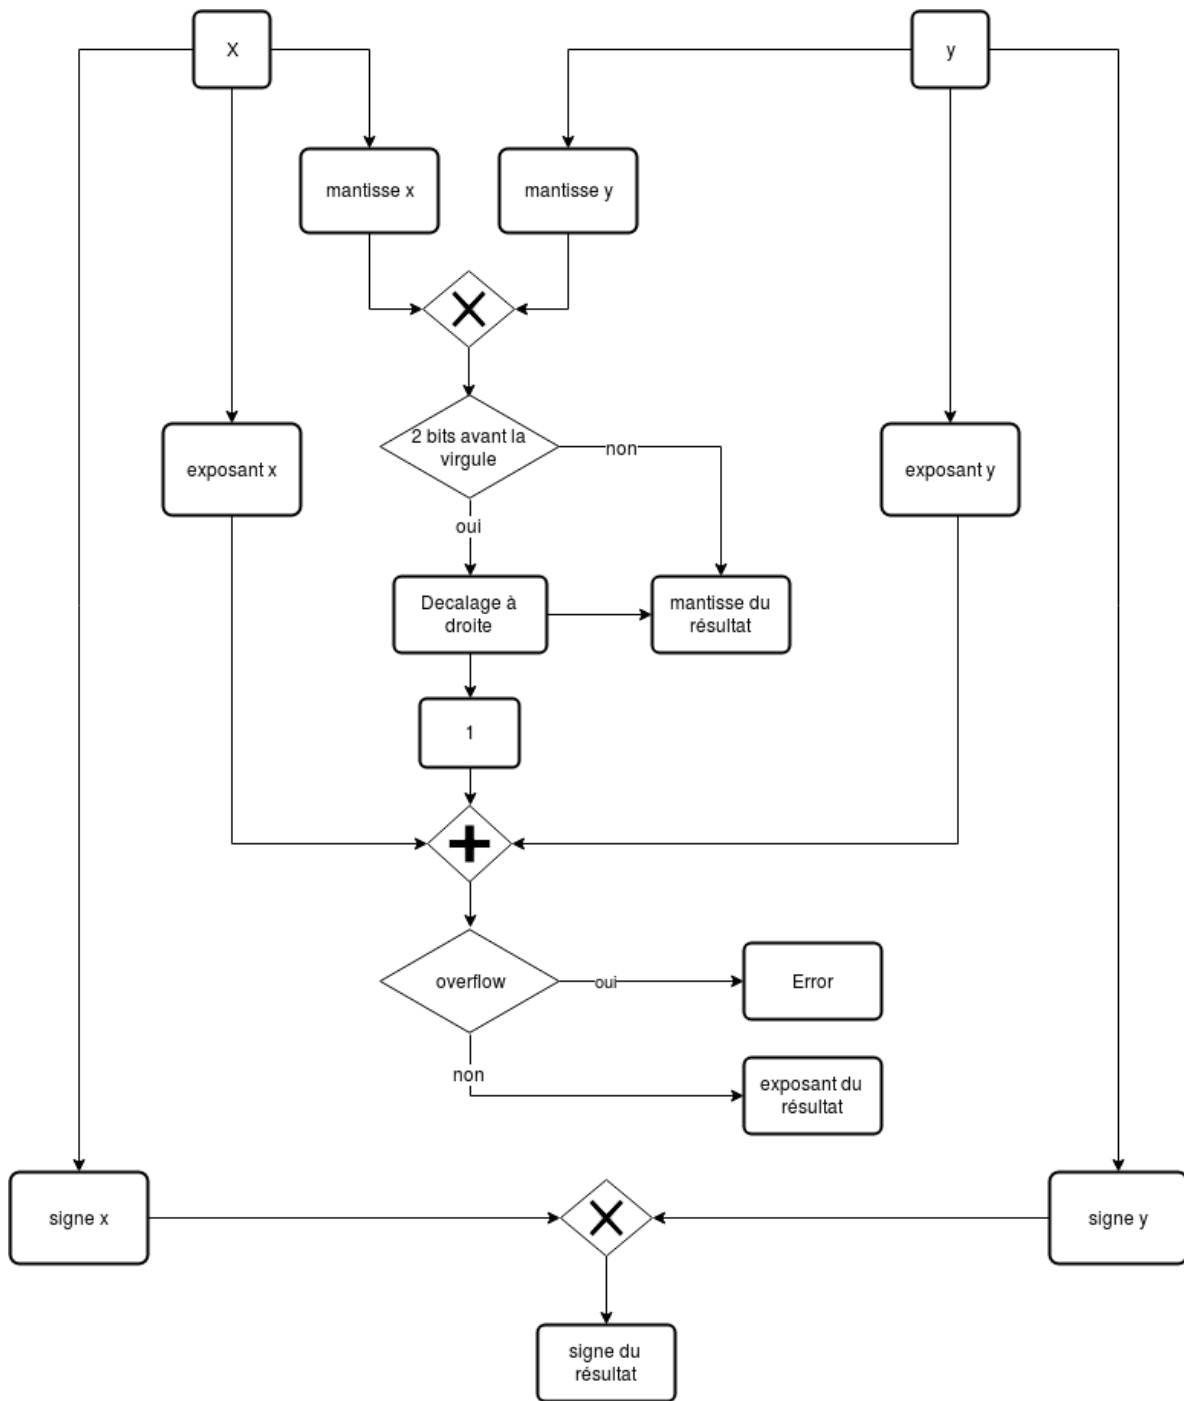 X
y
mantisse x
mantisse y
2 bits avant la
virgule
non
exposant x
exposant y
oui
Decalage à
droite
mantisse du
résultat
1
overflow
oui
Error
non
exposant du
résultat
signe x
signe y
signe du
résultat